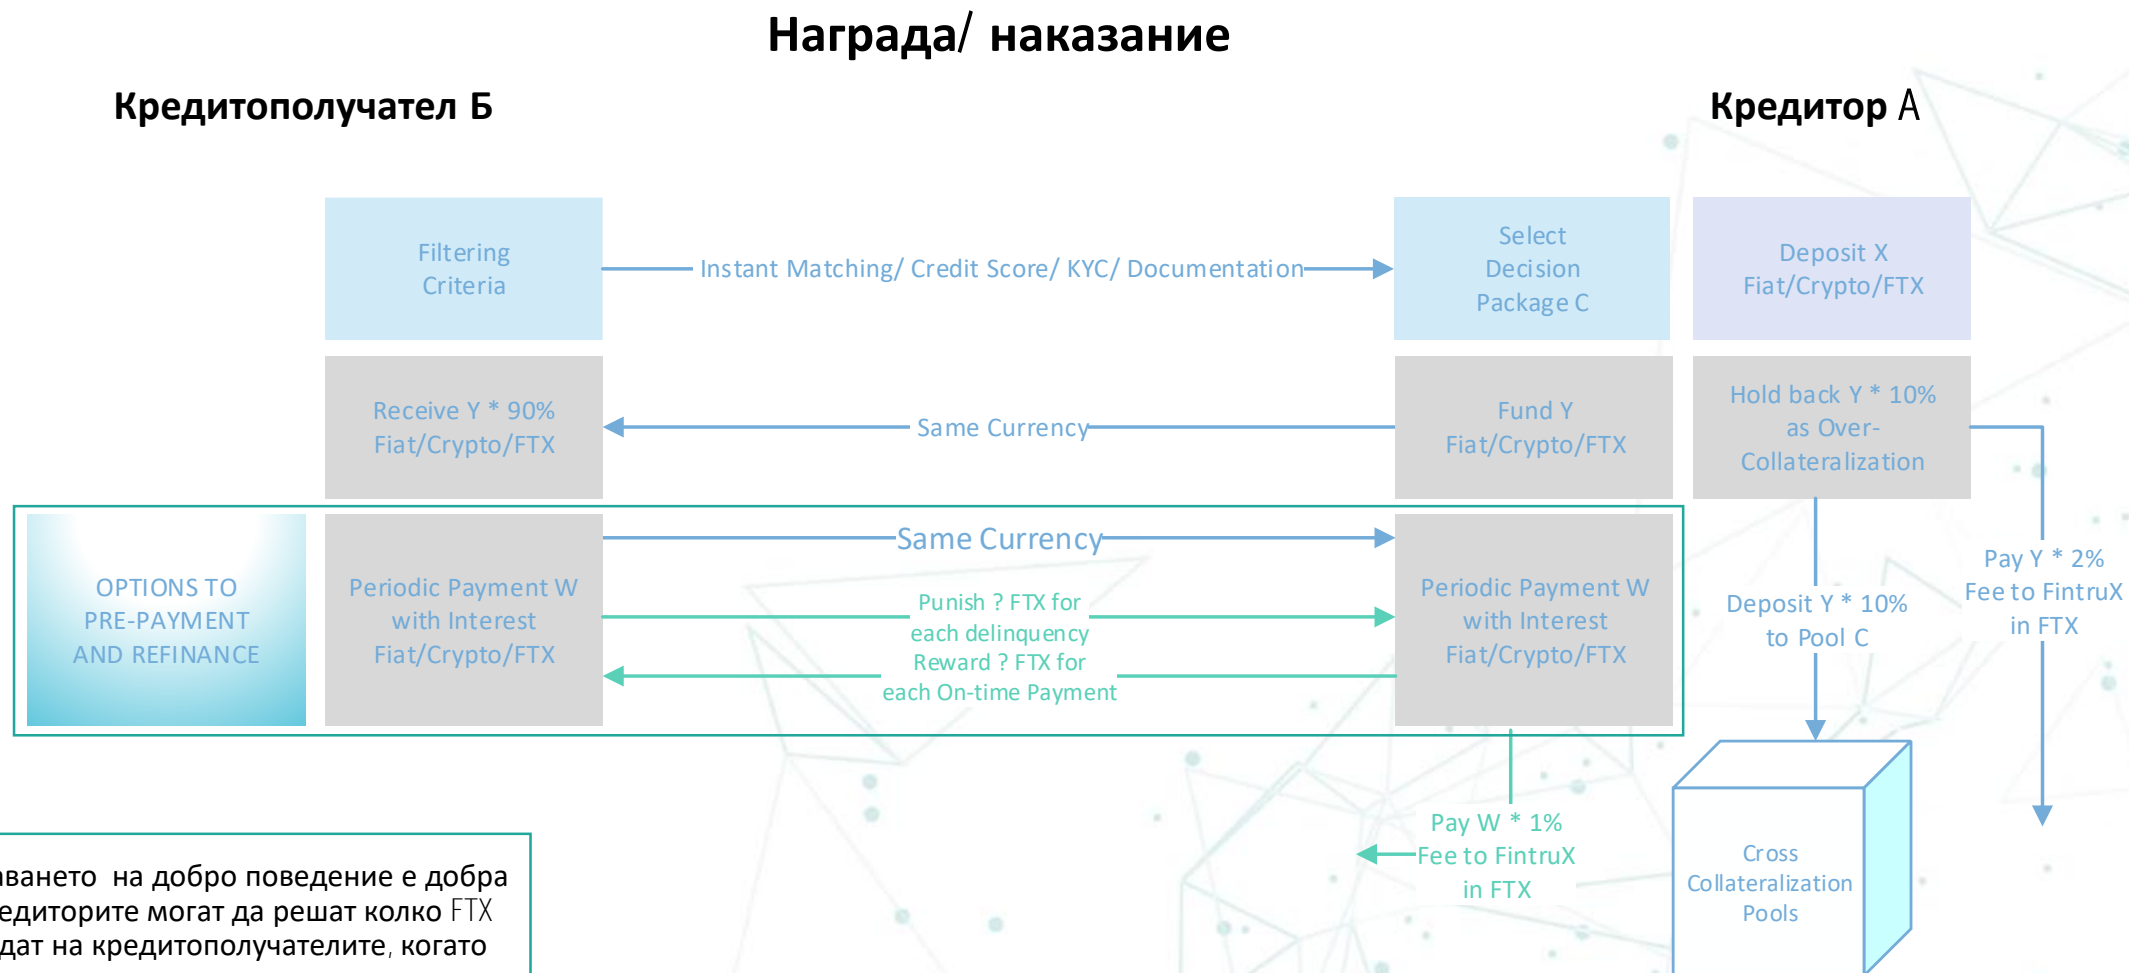 Награда/ наказание
Кредитополучател Б
Кредитор А
Filtering
Criteria
Instant Matching/ Credit Score/ KYC/ Documentation
Select
Decision
Package C
Deposit X
Fiat/Crypto/FTX
Receive Y * 90%
Fiat/Crypto/FTX
Same Currency
Fund Y
Fiat/Crypto/FTX
Hold back Y * 10%
as Over-
Collateralization
OPTIONS TO
PRE-PAYMENT
AND REFINANCE
Periodic Payment W
with Interest
Fiat/Crypto/FTX
Same Currency
Punish ? FTX for
each delinquency
Reward ? FTX for
each On-time Payment
Periodic Payment W
with Interest
Fiat/Crypto/FTX
Deposit Y * 10%
to Pool C
Pay Y * 2%
Fee to FintruX
in FTX
Pay W * 1%
Fee to FintruX
in FTX
Cross
Collateralization
Pools
на добро поведение е добра
могат да решат колко FTX
на кредитополучателите, когато